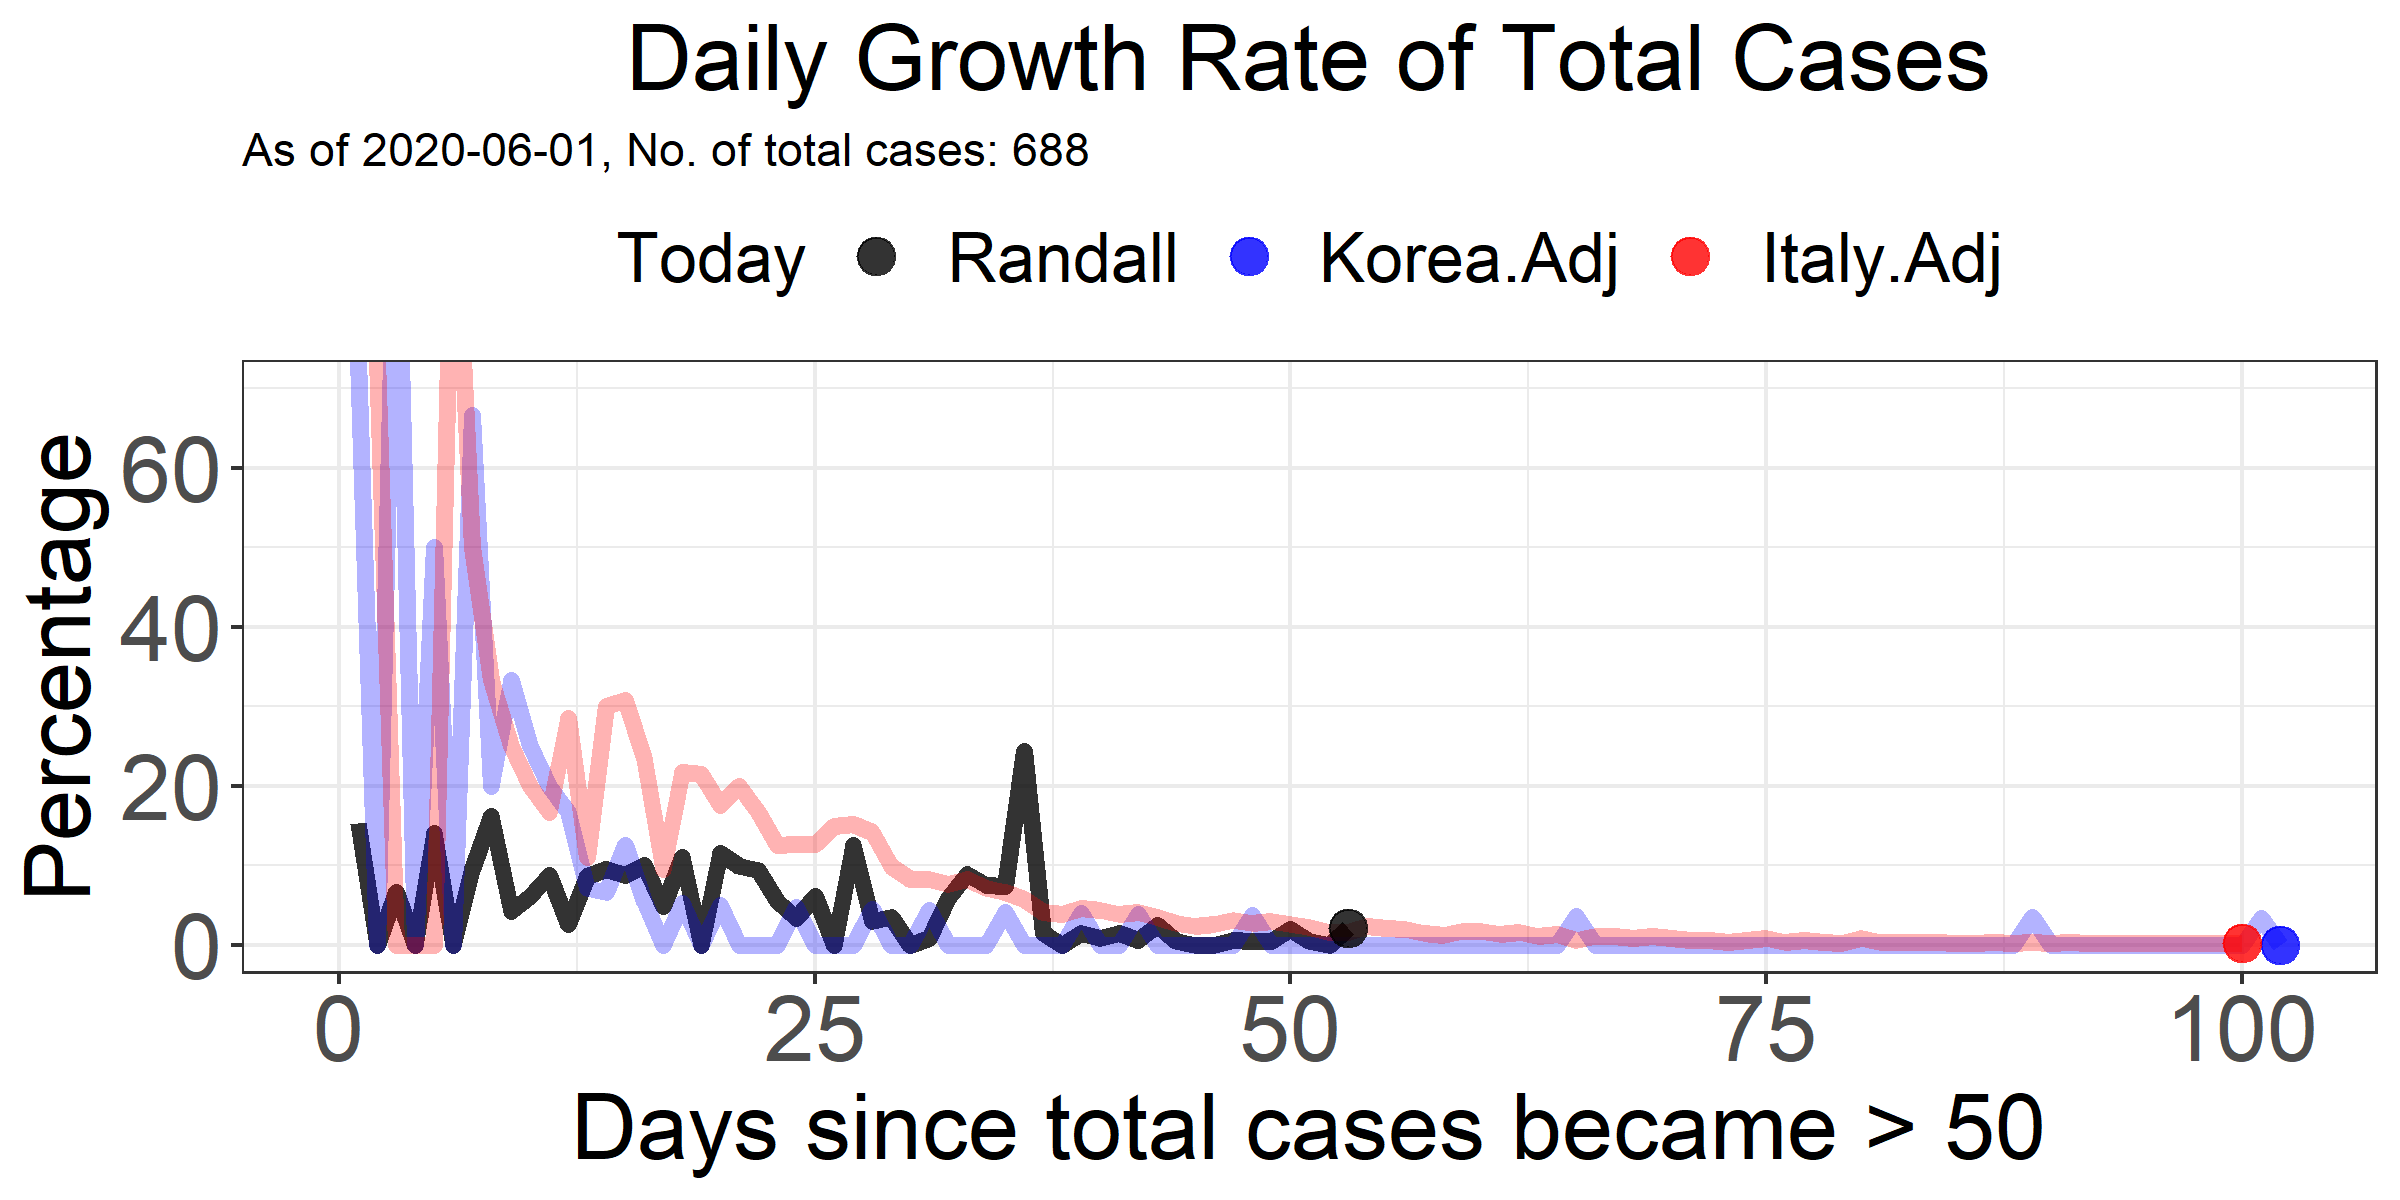 Daily Growth Rate of Total Cases
As of 2020-06-01, No. of total cases: 688
Today Randall Korea.Adj Italy.Adj
Percentage
60
40
20
0
0 25 50 75 100
Days since total cases became > 50